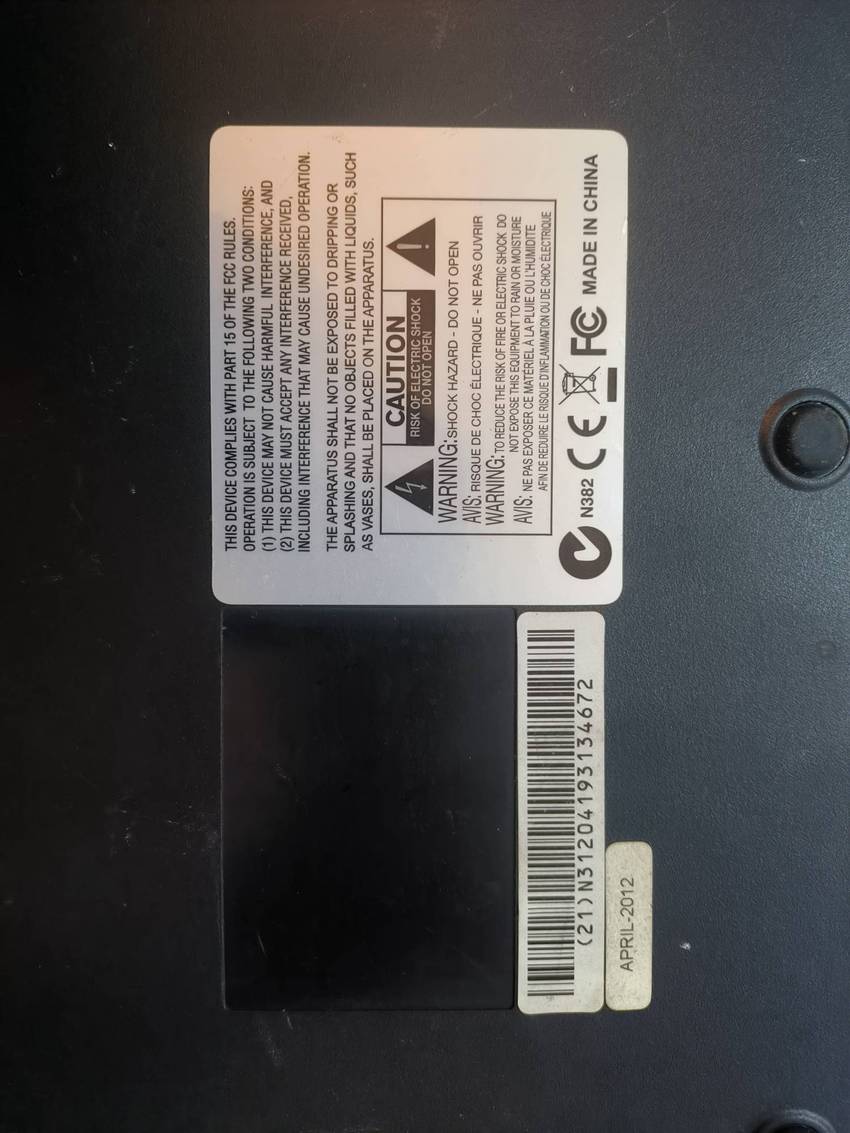 THIS DEVICE COMPLIES WITH PART 15 OF THE FCC RULES.
OPERATION IS SUBJECT TO THE FOLLOWING TWO CONDITIONS:
(1) THIS DEVICE MAY NOT CAUSE HARMFUL INTERFERENCE, AND
(2) THIS DEVICE MUST ACCEPT ANY INTERFERENCE RECEIVED,
INCLUDING INTERFERENCE THAT MAY CAUSE UNDESIRED OPERATION.
THE APPARATUS SHALL NOT BE EXPOSED TO DRIPPING OR
SPLASHING AND THAT NO OBJECTS FILLED WITH LIQUIDS, SUCH
AS VASES, SHALL BE PLACED ON THE APPARATUS.
CAUTION
RISK OF ELECTRIC SHOCK
DO NOT OPEN
WARNING: SHOCK HAZARD - DO NOT OPEN
AVIS: RISQUE DE CHOC ÉLECTRIQUE - NE PAS OUVRIR
WARNING: TO REDUCE THE RISK OF FIRE OR ELECTRIC SHOCK DO
NOT EXPOSE THIS EQUIPMENT TO RAIN OR MOISTURE
AVIS: NE PAS EXPOSER CE MATERIEL À LA PLUIE OU L'HUMIDITE
AFIN DE REDUIRE LE RISQUE D'INFLAMMATION OU DE CHOC ÉLECTRIQUE
N382 CE FC MADE IN CHINA
(21)N31204193134672
APRIL-2012